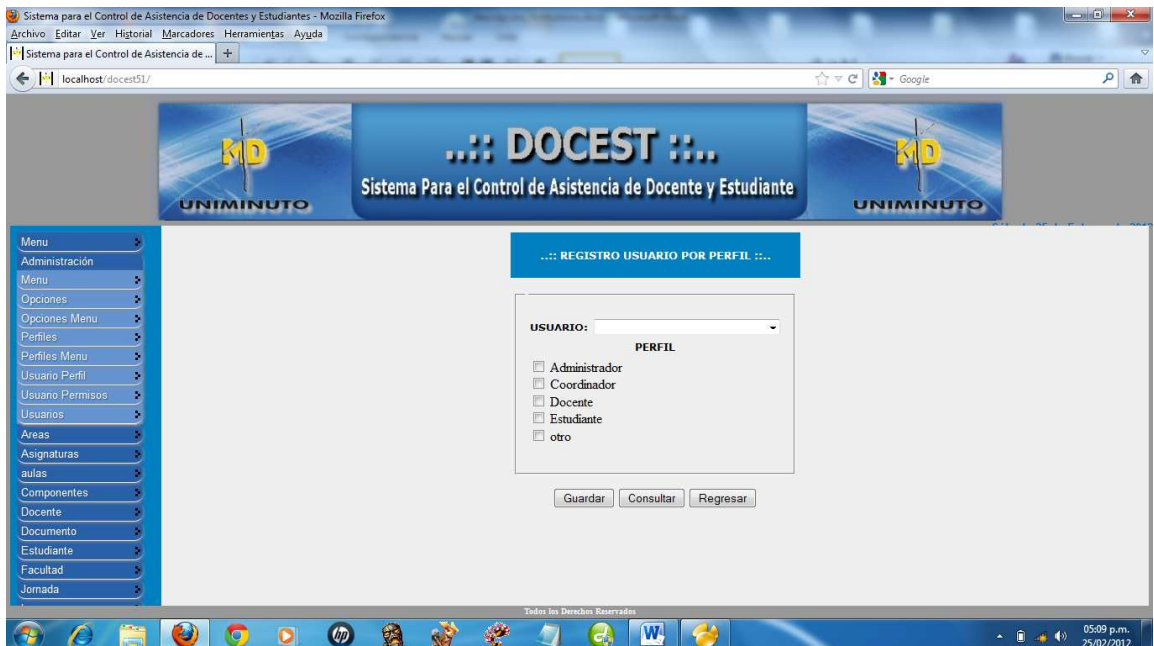 Sistema para el Control de Asistencia de Docentes y Estudiantes - Mozilla Firefox
Archivo Editar Ver Historial Marcadores Herramientas Ayuda
Sistema para el Control de Asistencia de ... +
localhost/docest51/
Google
UNIMINUTO
..:: DOCEST ::..
Sistema Para el Control de Asistencia de Docente y Estudiante
UNIMINUTO
Menu
Administración
Menu
Opciones
Opciones Menu
Perfiles
Perfiles Menu
Usuario Perfil
Usuario Permisos
Usuarios
Areas
Asignaturas
aulas
Componentes
Docente
Documento
Estudiante
Facultad
Jornada
..:: REGISTRO USUARIO POR PERFIL ::..
USUARIO:
PERFIL
Administrador
Coordinador
Docente
Estudiante
otro
Guardar Consultar Regresar
Todos los Derechos Reservados
hp
W
05:09 p.m.
25/02/2012